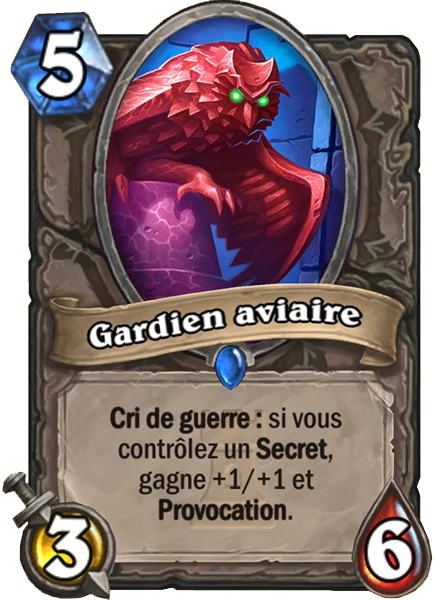 5
Gardien aviaire
Cri de guerre : si vous
contrôlez un Secret,
gagne +1/+1 et
Provocation.
3
6